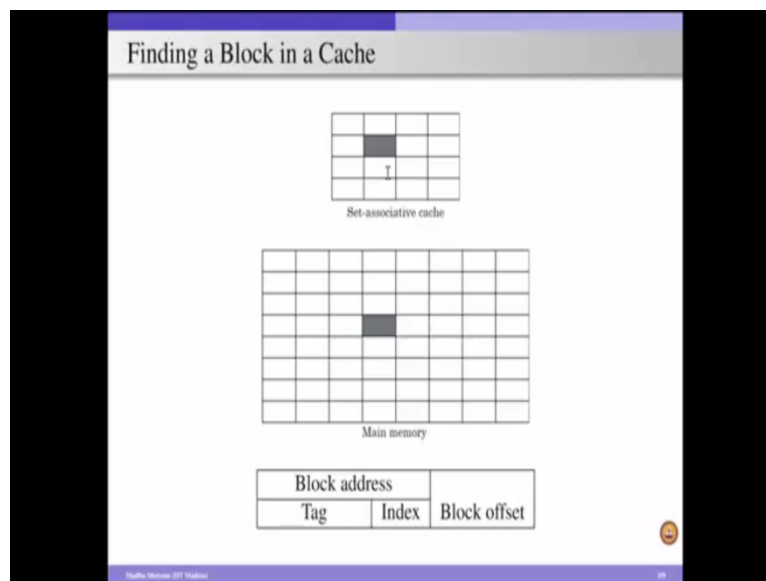 Finding a Block in a Cache
Set-associative cache
Main memory
Block address
Tag
Index
Block offset